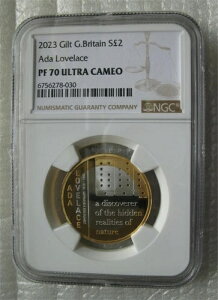 2023 Gilt G.Britain S£2
Ada Lovelace
PF 70 ULTRA CAMEO
6756278-030
NUMISMATIC GUARANTY COMPANY
NGC
ADA
LOVELACE
a discoverer
of the hidden
realities of
nature